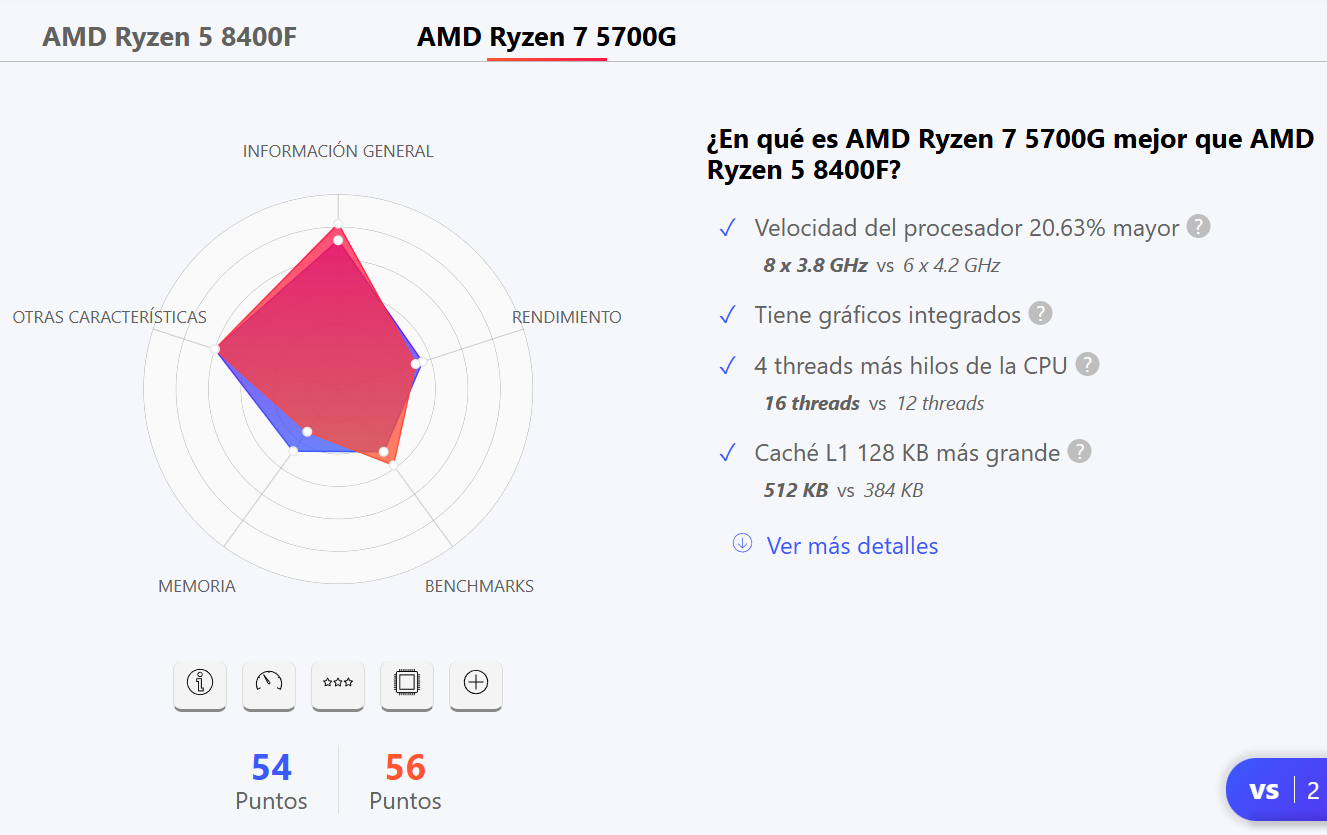 AMD Ryzen 5 8400F
AMD Ryzen 7 5700G
INFORMACIÓN GENERAL
OTRAS CARACTERÍSTICAS
RENDIMIENTO
MEMORIA
BENCHMARKS
54
Puntos
56
Puntos
¿En qué es AMD Ryzen 7 5700G mejor que AMD
Ryzen 5 8400F?
Velocidad del procesador 20.63% mayor ?
8 x 3.8 GHz vs 6 x 4.2 GHz
Tiene gráficos integrados ?
4 threads más hilos de la CPU ?
16 threads vs 12 threads
Caché L1 128 KB más grande ?
512 KB vs 384 KB
Ver más detalles
vs | 2